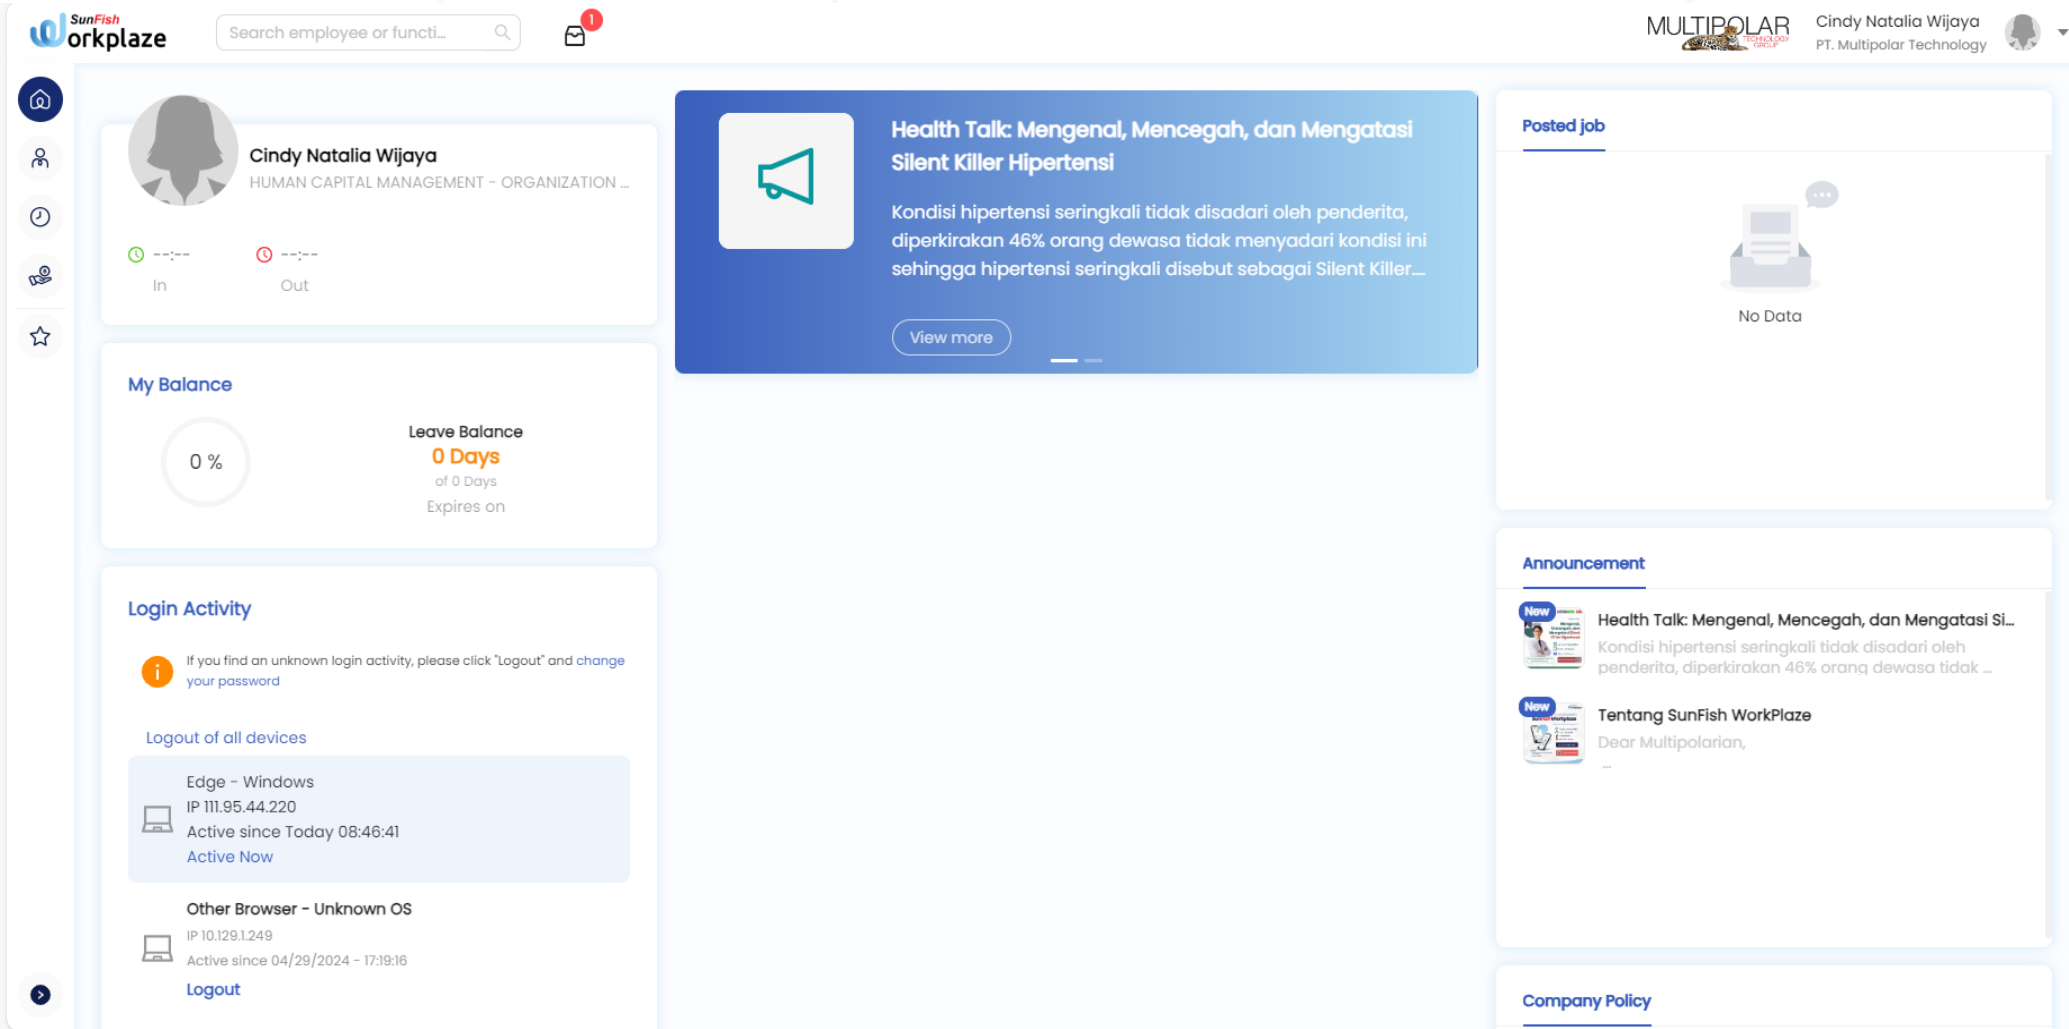 SunFish
Workplaze
Search employee or functi...
1
MULTIPOLAR
TECHNOLOGY
GROUP
Cindy Natalia Wijaya
PT. Multipolar Technology
Cindy Natalia Wijaya
HUMAN CAPITAL MANAGEMENT - ORGANIZATION ...
--:--
In
--:--
Out
My Balance
0 %
Leave Balance
0 Days
of 0 Days
Expires on
Login Activity
If you find an unknown login activity, please click "Logout" and change
your password
Logout of all devices
Edge - Windows
IP 111.95.44.220
Active since Today 08:46:41
Active Now
Other Browser - Unknown OS
IP 10.129.1.249
Active since 04/29/2024 - 17:19:16
Logout
Health Talk: Mengenal, Mencegah, dan Mengatasi
Silent Killer Hipertensi
Kondisi hipertensi seringkali tidak disadari oleh penderita,
diperkirakan 46% orang dewasa tidak menyadari kondisi ini
sehingga hipertensi seringkali disebut sebagai Silent Killer....
View more
Posted job
No Data
Announcement
New
Health Talk: Mengenal, Mencegah, dan Mengatasi Si...
Kondisi hipertensi seringkali tidak disadari oleh
penderita, diperkirakan 46% orang dewasa tidak ...
New
Tentang SunFish WorkPlaze
Dear Multipolarian,
...
Company Policy